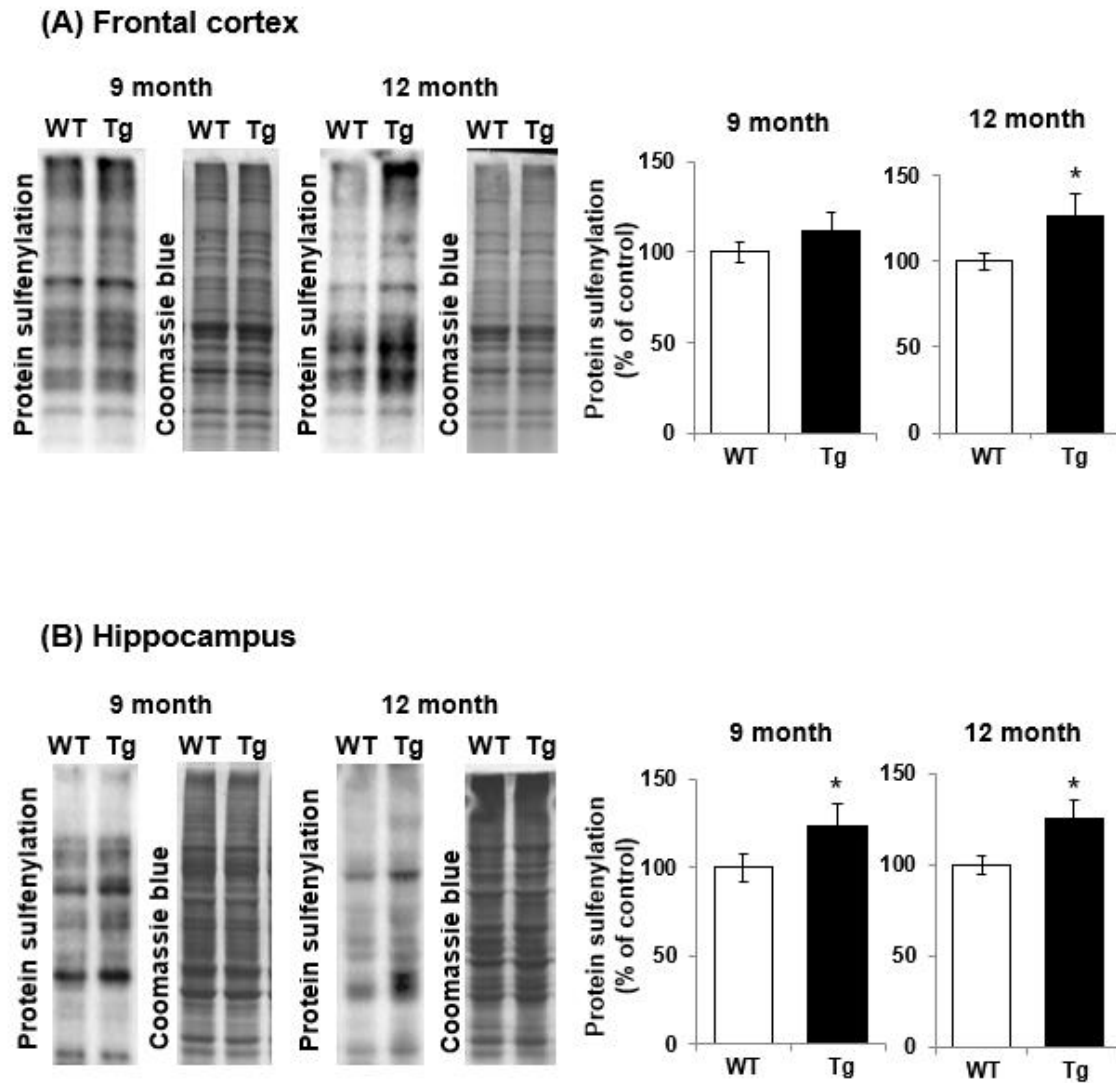 (A) Frontal cortex
9 month
12 month
WT Tg
WT Tg
WT Tg
WT Tg
Protein sulfenylation
Coomassie blue
Protein sulfenylation
Coomassie blue
9 month
12 month
Protein sulfenylation
(% of control)
150
100
50
0
WT
Tg
150
100
50
0
*
WT
Tg
(B) Hippocampus
9 month
12 month
WT Tg
WT Tg
WT Tg
WT Tg
Protein sulfenylation
Coomassie blue
Protein sulfenylation
Coomassie blue
9 month
12 month
Protein sulfenylation
(% of control)
150
100
50
0
*
WT
Tg
150
100
50
0
*
WT
Tg